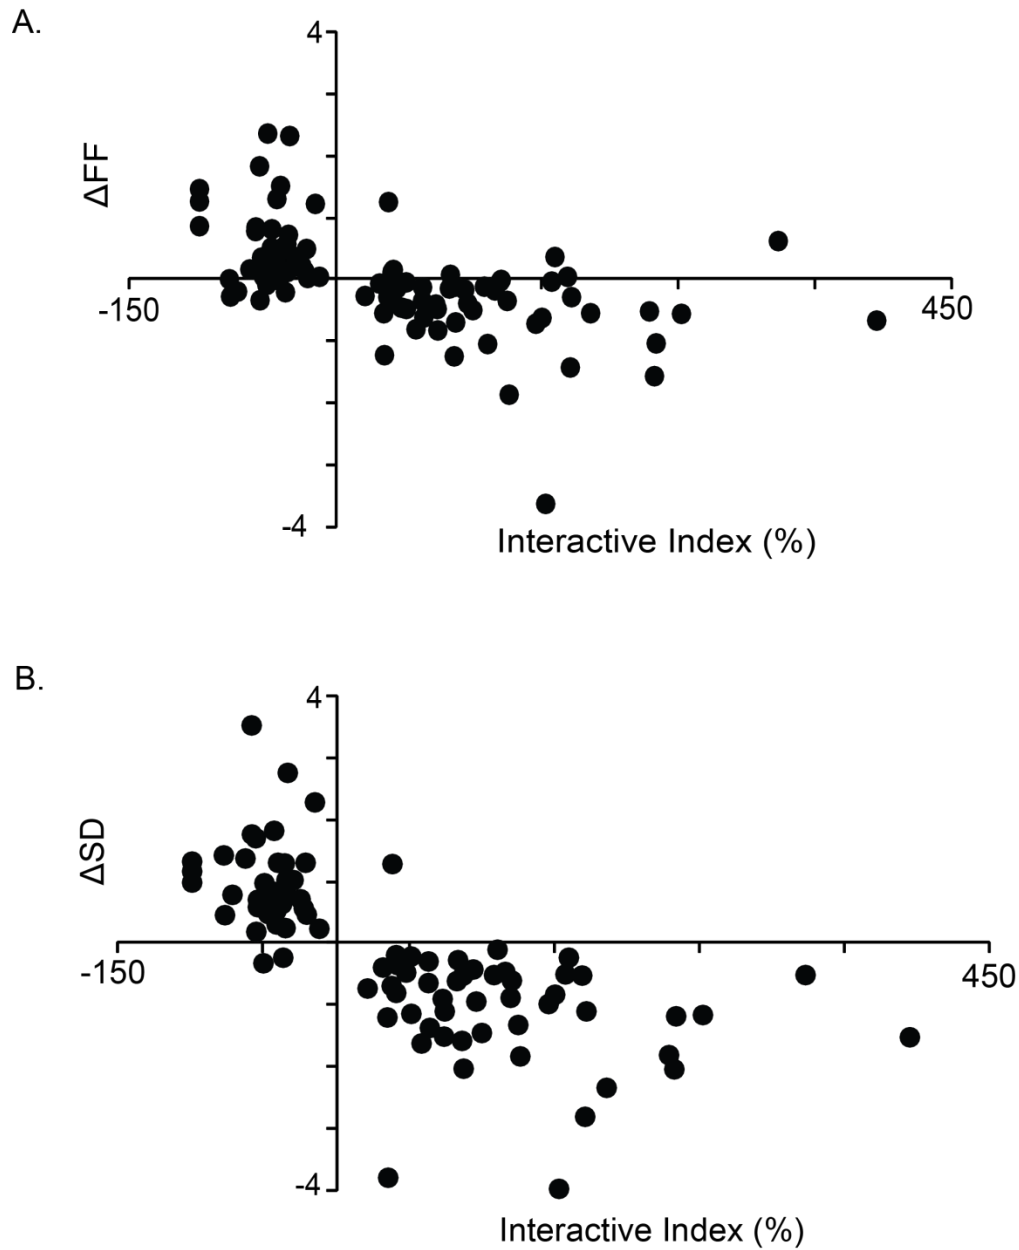 A.
4
ΔFF
-150
450
-4
Interactive Index (%)
B.
4
ΔSD
-150
450
-4
Interactive Index (%)